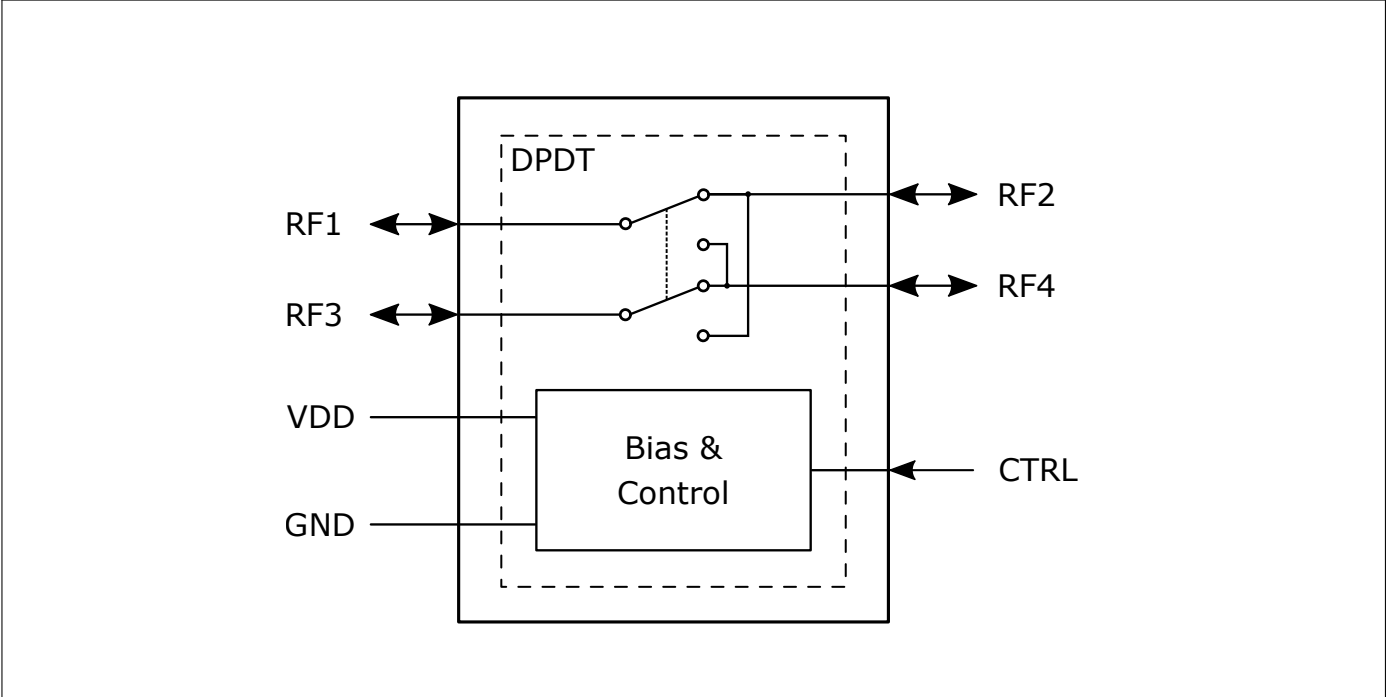 DPDT
RF1
RF2
RF3
RF4
VDD
Bias &
Control
CTRL
GND